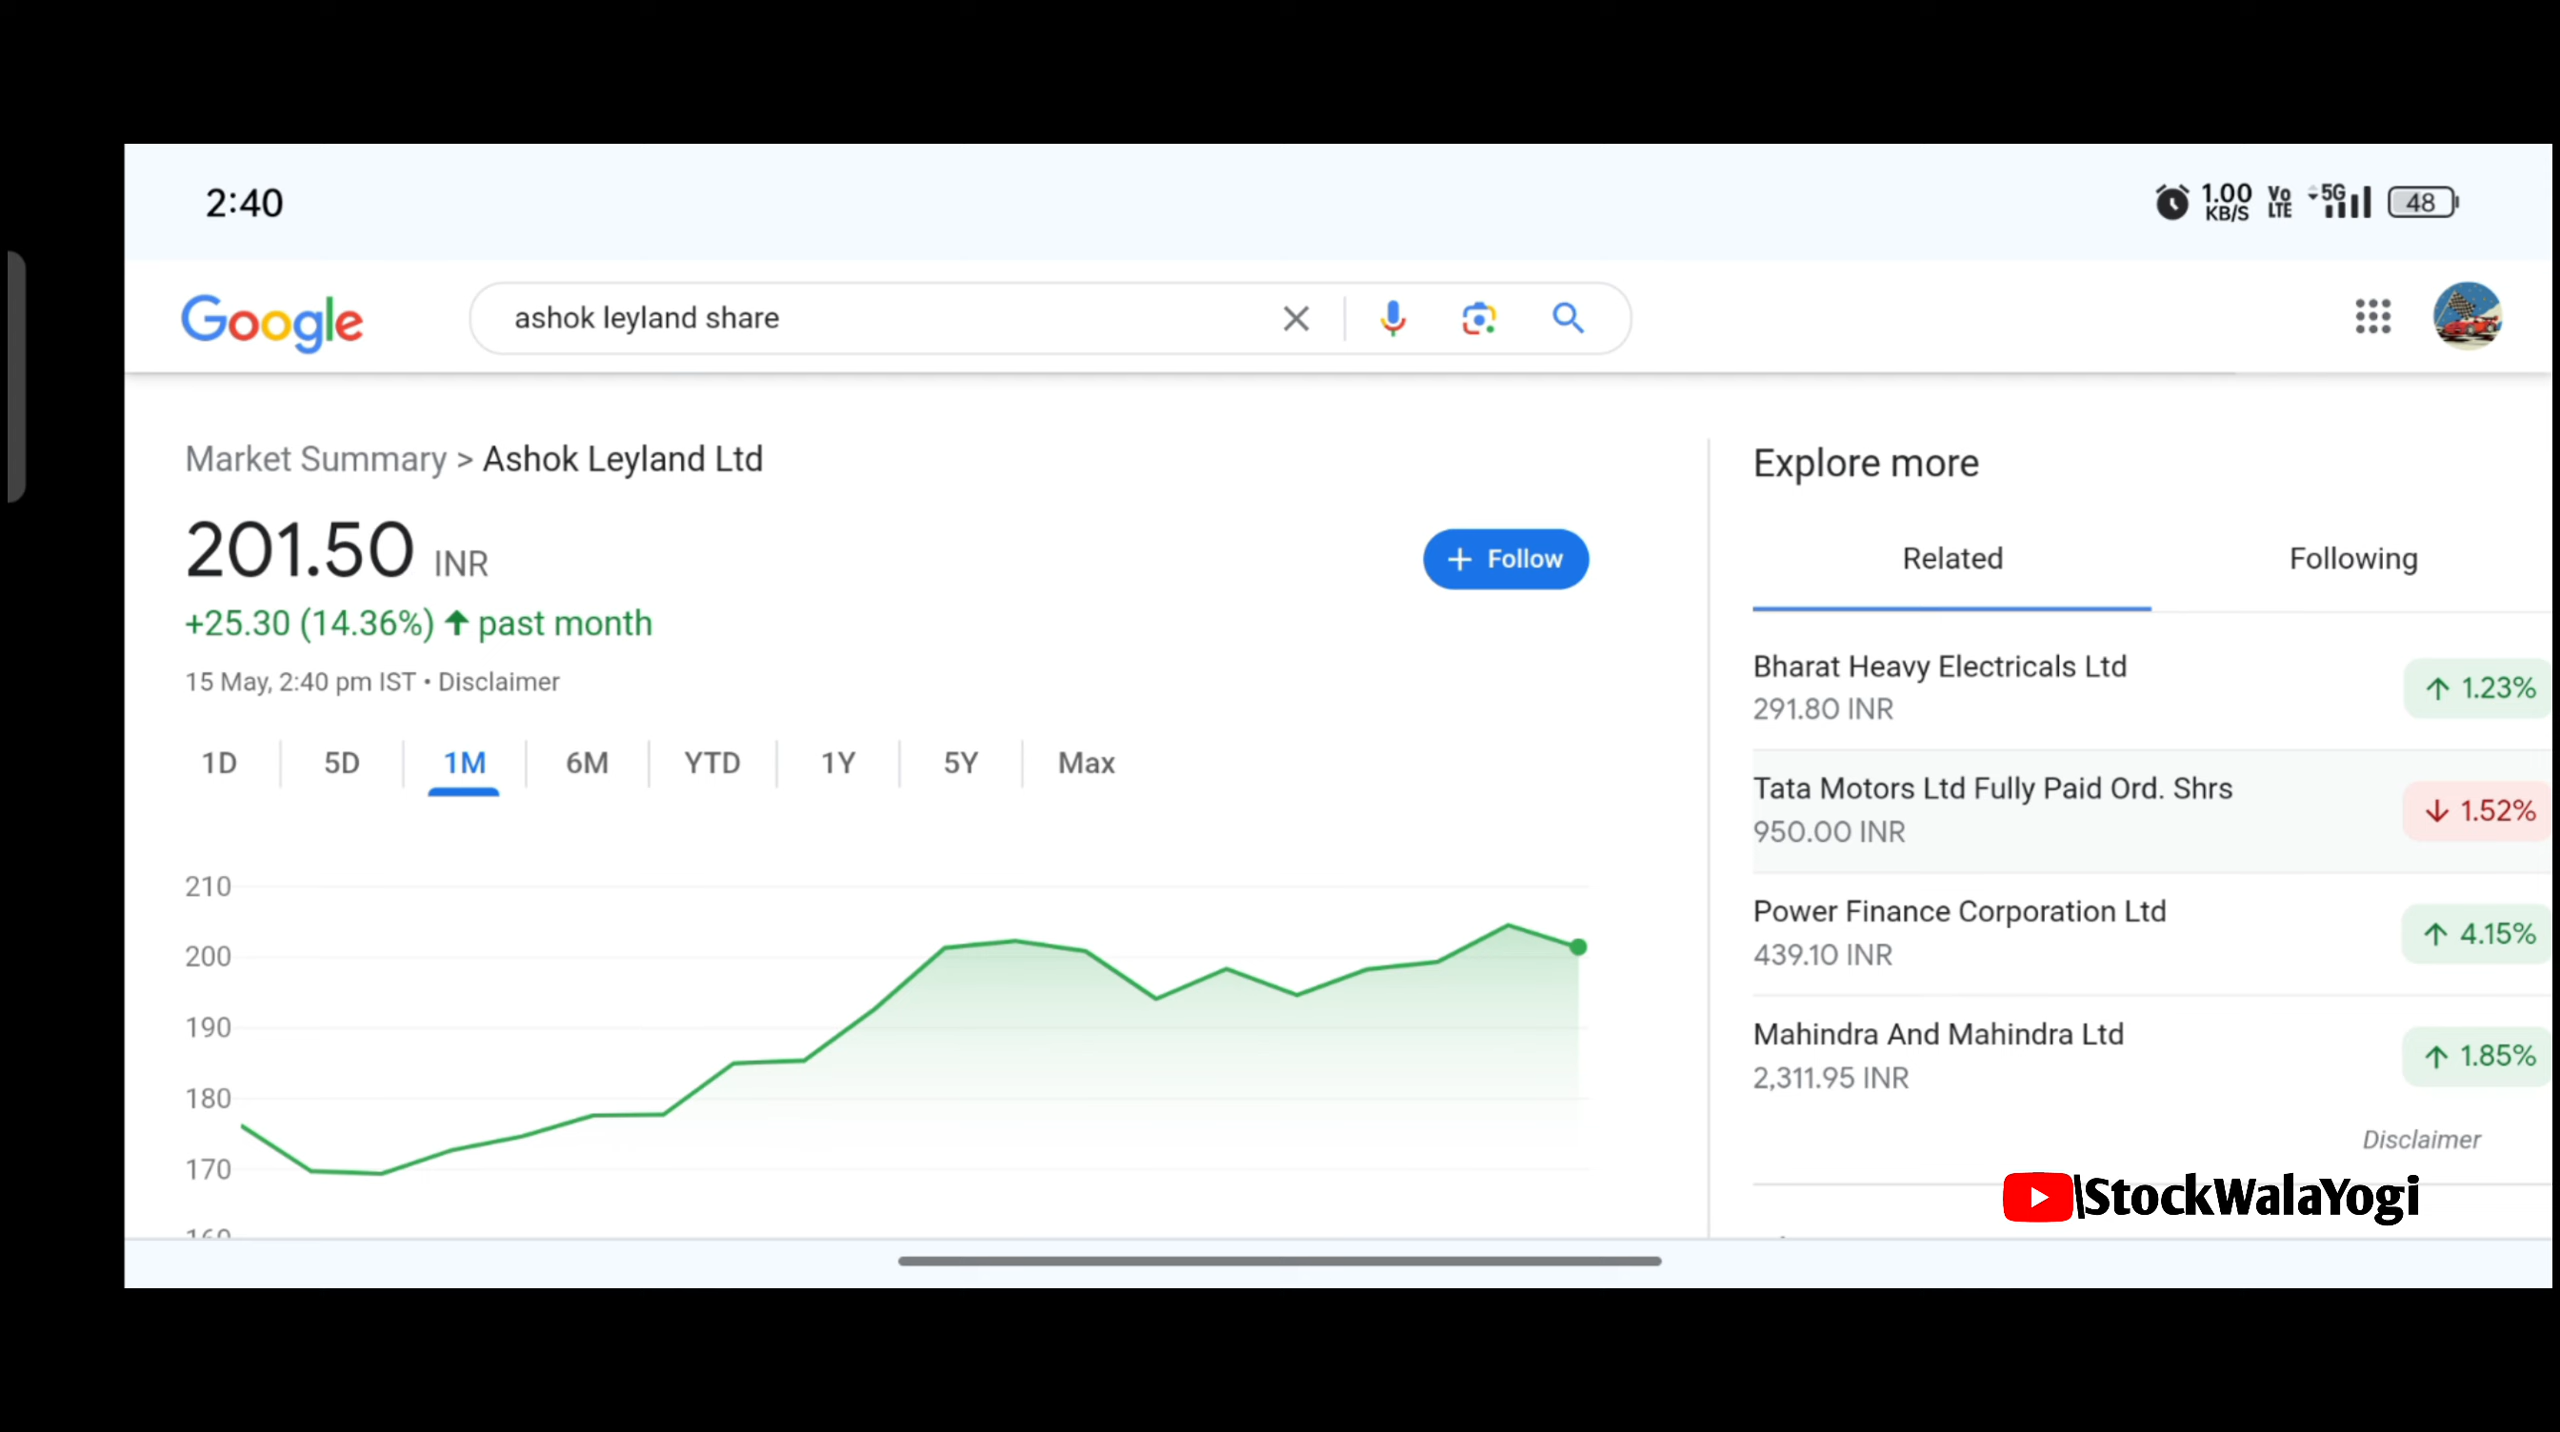 2:40
1.00 KB/S Vo LTE 5G 48
Google
ashok leyland share
Market Summary > Ashok Leyland Ltd
201.50 INR
+ Follow
+25.30 (14.36%) ↑ past month
15 May, 2:40 pm IST • Disclaimer
1D 5D 1M 6M YTD 1Y 5Y Max
210
200
190
180
170
160
Explore more
Related Following
Bharat Heavy Electricals Ltd
291.80 INR
↑ 1.23%
Tata Motors Ltd Fully Paid Ord. Shrs
950.00 INR
↓ 1.52%
Power Finance Corporation Ltd
439.10 INR
↑ 4.15%
Mahindra And Mahindra Ltd
2,311.95 INR
↑ 1.85%
Disclaimer
\StockWalaYogi